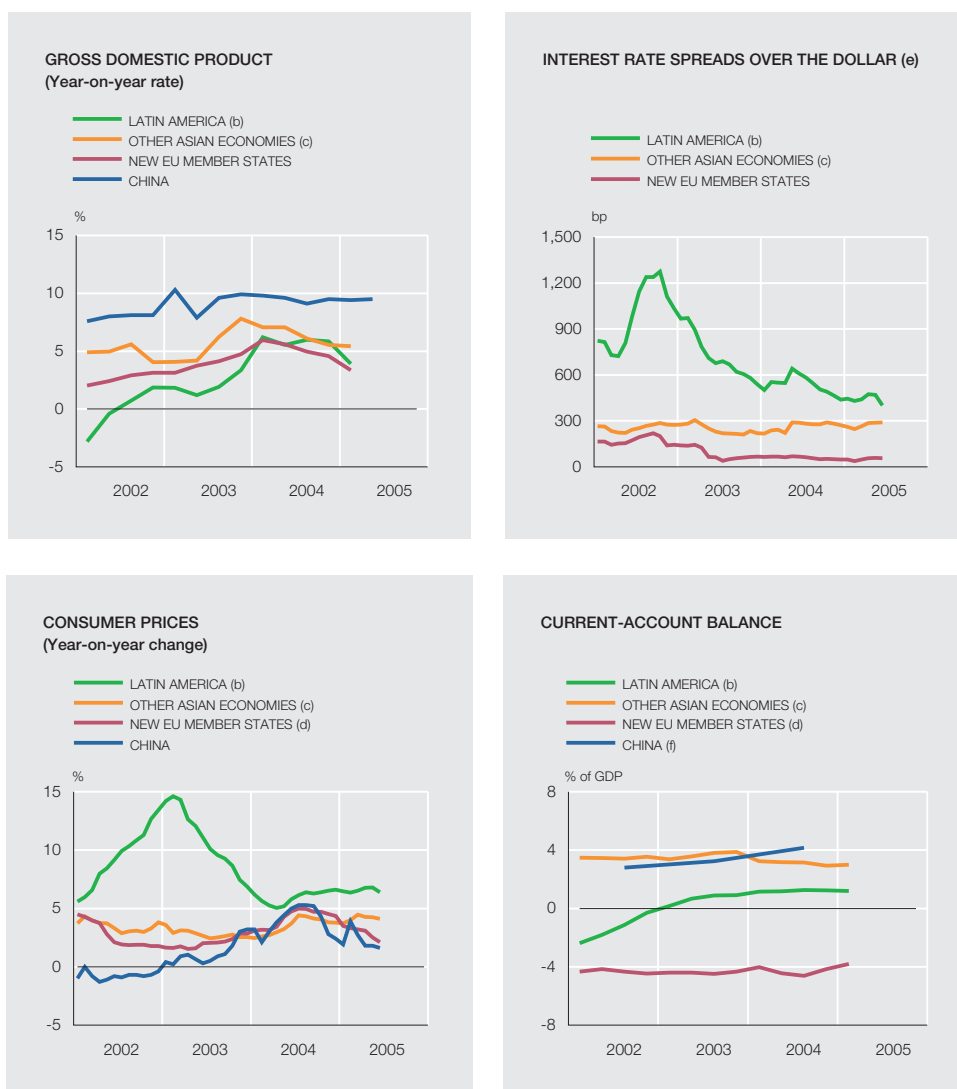 GROSS DOMESTIC PRODUCT
(Year-on-year rate)
LATIN AMERICA (b)
OTHER ASIAN ECONOMIES (c)
NEW EU MEMBER STATES
CHINA
%
15
10
5
0
-5
2002 2003 2004 2005
INTEREST RATE SPREADS OVER THE DOLLAR (e)
LATIN AMERICA (b)
OTHER ASIAN ECONOMIES (c)
NEW EU MEMBER STATES
bp
1,500
1,200
900
600
300
0
2002 2003 2004 2005
CONSUMER PRICES
(Year-on-year change)
LATIN AMERICA (b)
OTHER ASIAN ECONOMIES (c)
NEW EU MEMBER STATES (d)
CHINA
%
15
10
5
0
-5
2002 2003 2004 2005
CURRENT-ACCOUNT BALANCE
LATIN AMERICA (b)
OTHER ASIAN ECONOMIES (c)
NEW EU MEMBER STATES (d)
CHINA (f)
% of GDP
8
4
0
-4
-8
2002 2003 2004 2005